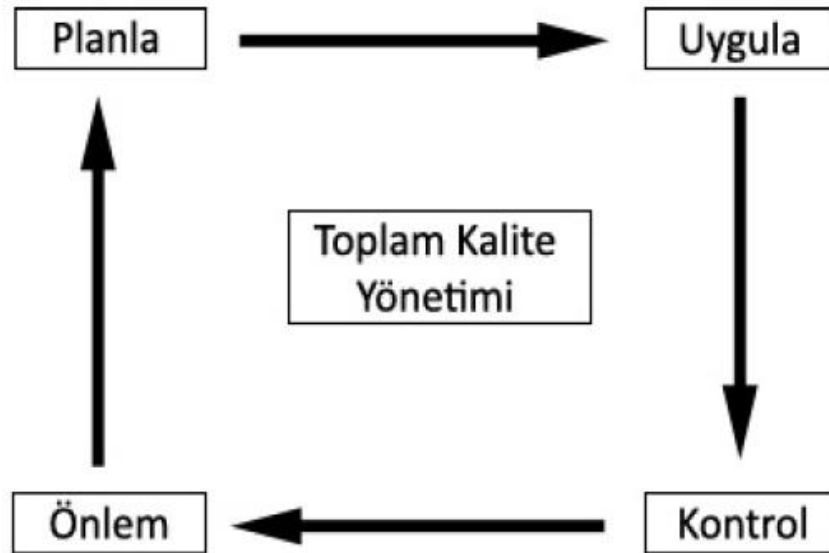 Planla
Uygula
Toplam Kalite
Yönetimi
Önlem
Kontrol